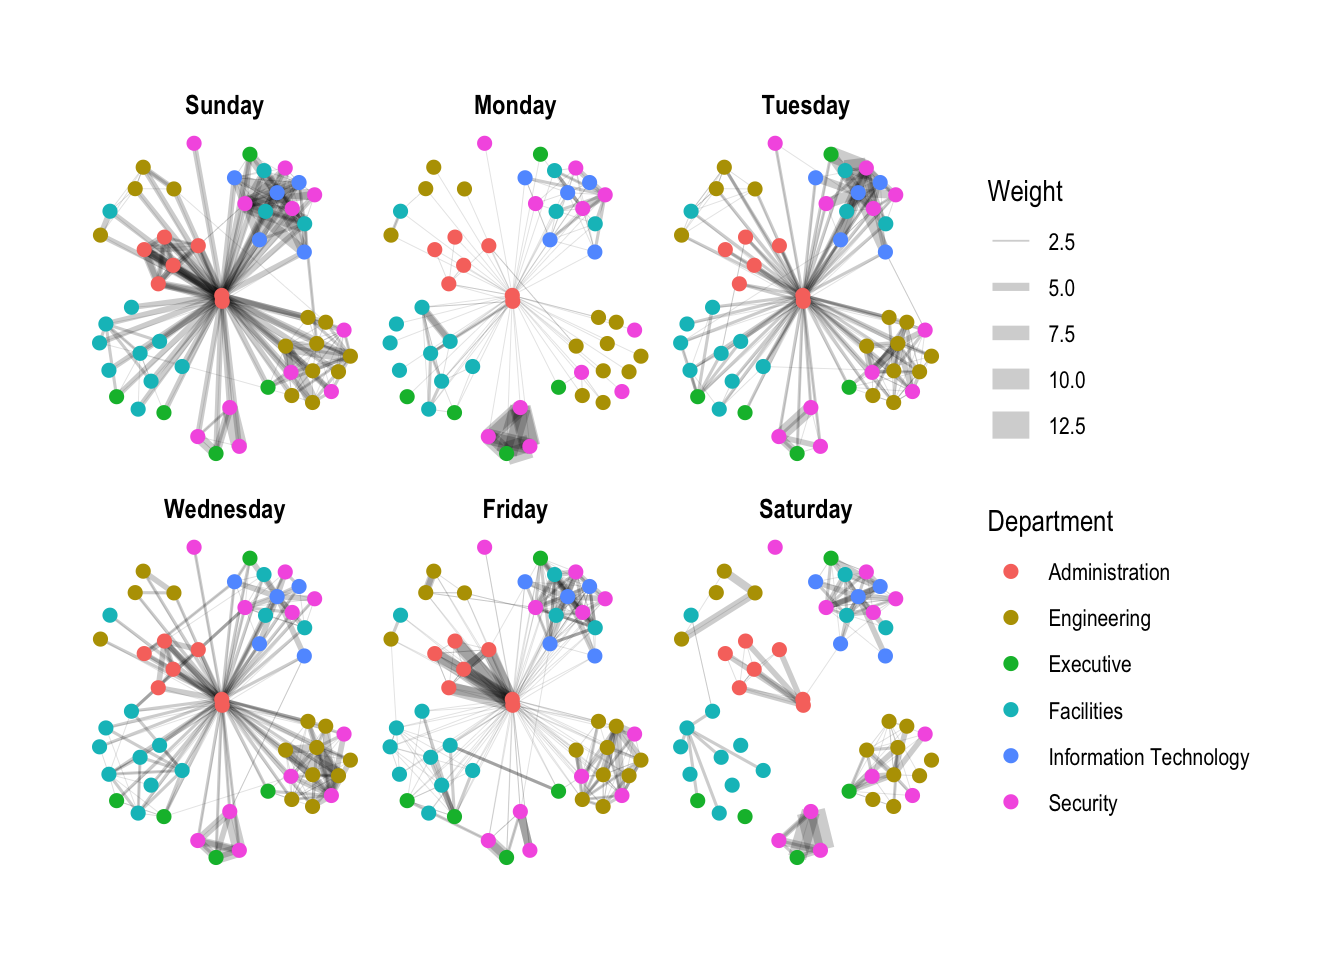 Sunday
Monday
Tuesday
Wednesday
Friday
Saturday
Weight
2.5
5.0
7.5
10.0
12.5
Department
Administration
Engineering
Executive
Facilities
Information Technology
Security